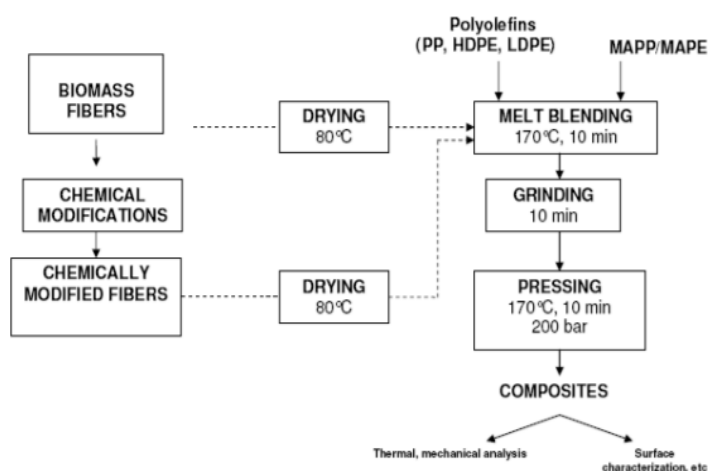 Polyolefins
(PP, HDPE, LDPE)
MAPP/MAPE
BIOMASS
FIBERS
DRYING
80°C
MELT BLENDING
170°C, 10 min
CHEMICAL
MODIFICATIONS
GRINDING
10 min
CHEMICALLY
MODIFIED FIBERS
DRYING
80°C
PRESSING
170°C, 10 min
200 bar
COMPOSITES
Thermal, mechanical analysis
Surface
characterization, etc